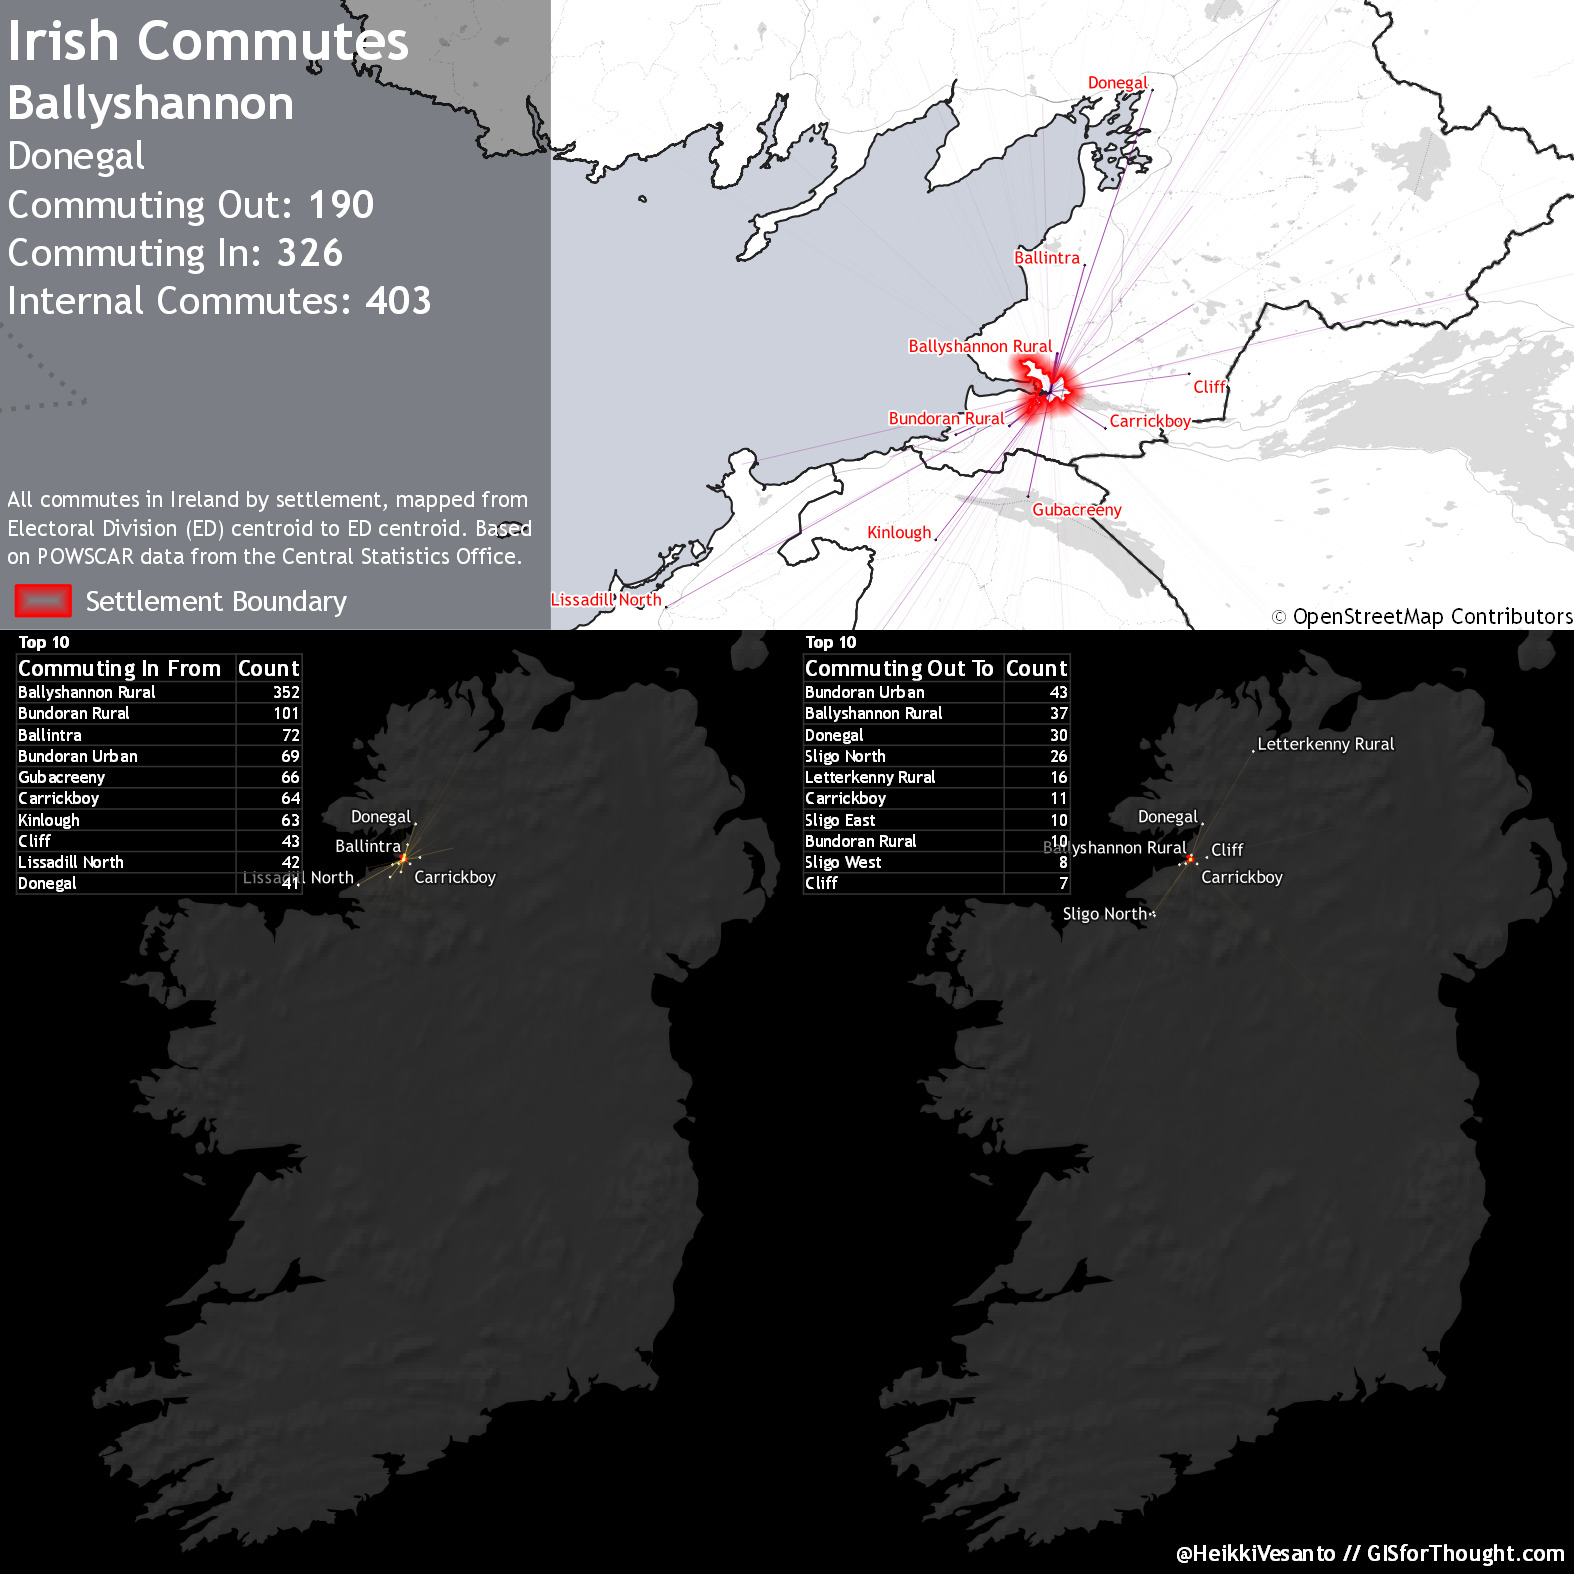 Irish Commutes
Ballyshannon
Donegal
Commuting Out: 190
Commuting In: 326
Internal Commutes: 403
All commutes in Ireland by settlement, mapped from
Electoral Division (ED) centroid to ED centroid. Based
on POWSCAR data from the Central Statistics Office.
Settlement Boundary
Donegal
Ballintra
Ballyshannon Rural
Cliff
Bundoran Rural
Carrickboy
Gubacreeny
Kinlough
Lissadill North
© OpenStreetMap Contributors
Top 10
Commuting In From Count
Ballyshannon Rural 352
Bundoran Rural 101
Ballintra 72
Bundoran Urban 69
Gubacreeny 66
Carrickboy 64
Kinlough 63
Cliff 43
Lissadill North 42
Donegal 41
Donegal
Ballintra
Lissadill North
Carrickboy
Top 10
Commuting Out To Count
Bundoran Urban 43
Ballyshannon Rural 37
Donegal 30
Sligo North 26
Letterkenny Rural 16
Carrickboy 11
Sligo East 10
Bundoran Rural 10
Sligo West 8
Cliff 7
Letterkenny Rural
Donegal
Ballyshannon Rural
Cliff
Carrickboy
Sligo North
@HeikkiVesanto // GISforThought.com